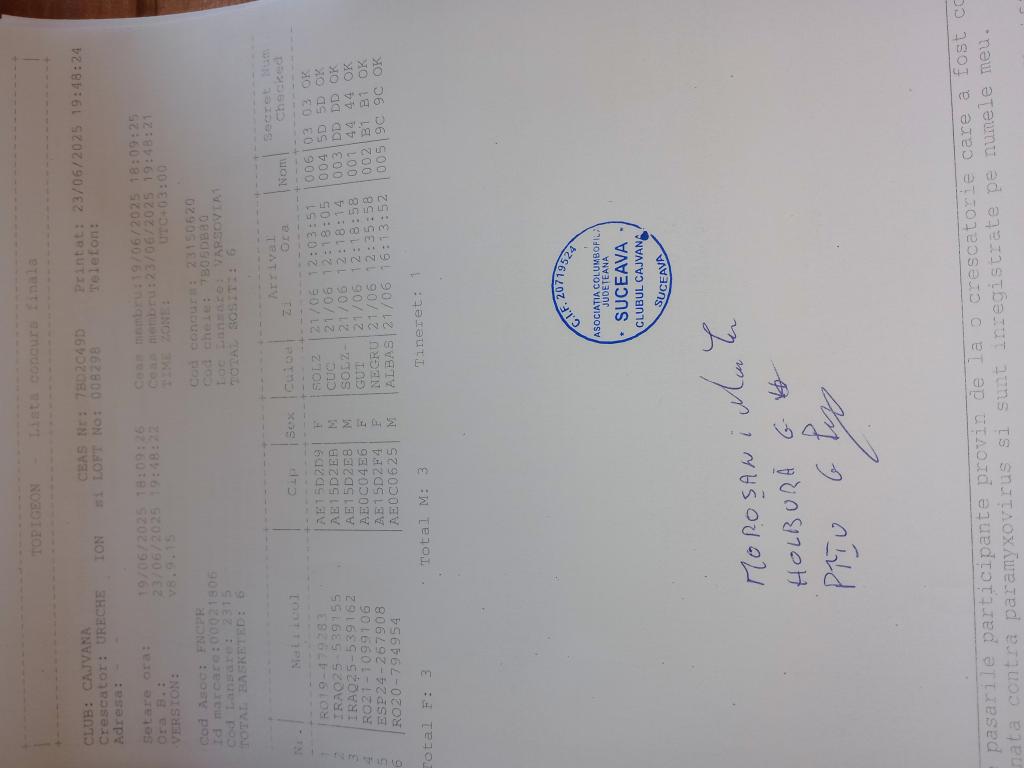 TOPIGEON - Lista concurs finala
CLUB: CAJVANA CEAS Nr: 7BD2C49D Printat: 23/06/2025 19:48:24
Crescator: URECHE ION si LOFT No: 008298 Telefon:
Adresa: - -
Setare ora: 19/06/2025 18:09:26 Ceas membru:19/06/2025 18:09:25
Ora B.: 23/06/2025 19:48:22 Ceas membru:23/06/2025 19:48:21
VERSION: v8.9.15 TIME ZONE: UTC+03:00
Cod Asoc: FNCPR Cod concurs: 23150620
Id marcare:00021806 Cod cheie: 7B05DB80
Cod Lansare: 2315 Loc Lansare: VARSOVIA1
TOTAL BASKETED: 6 TOTAL SOSITI: 6
Arrival Secret Num
Nr. Matricol Cip Sex Culoe Zi Ora Nom Checked
1 RO19-479283 AE15D2D9 F SOLZ 21/06 12:03:51 006 03 03 OK
2 IRAQ25-539155 AE15D2EB M CUC 21/06 12:18:05 004 5D 5D OK
3 IRAQ25-539162 AE15D2E8 M SOLZ- 21/06 12:18:14 003 DD DD OK
4 RO21-1099106 AE0C04E6 F GUT 21/06 12:18:58 001 44 44 OK
5 ESP24-267908 AE15D2F4 F NEGRU 21/06 12:35:58 002 B1 B1 OK
6 RO20-794954 AE0C0625 M ALBAS 21/06 16:13:52 005 9C 9C OK
Total F: 3 Total M: 3 Tineret: 1
C.I.F. 20719524
ASOCIATIA COLUMBOFILA
JUDETEANA
* SUCEAVA *
CLUBUL CAJVANA
SUCEAVA
MOROȘAN i
HOLBURĂ G
PȚIU G
pasarile participante provin de la o crescatorie care a fost
nata contra paramyxovirus si sunt inregistrate pe numele meu.